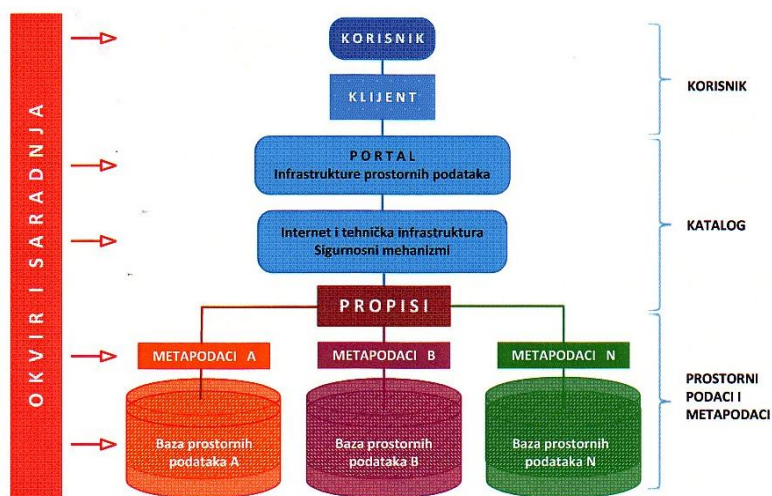 OKVIR I SARADNJA
KORISNIK
KLIJENT
KORISNIK
PORTAL
Infrastrukture prostornih podataka
Internet i tehnička infrastruktura
Sigurnosni mehanizmi
KATALOG
PROPISI
METAPODACI A
METAPODACI B
METAPODACI N
PROSTORNI
PODACI I
METAPODACI
Baza prostornih
podataka A
Baza prostornih
podataka B
Baza prostornih
podataka N